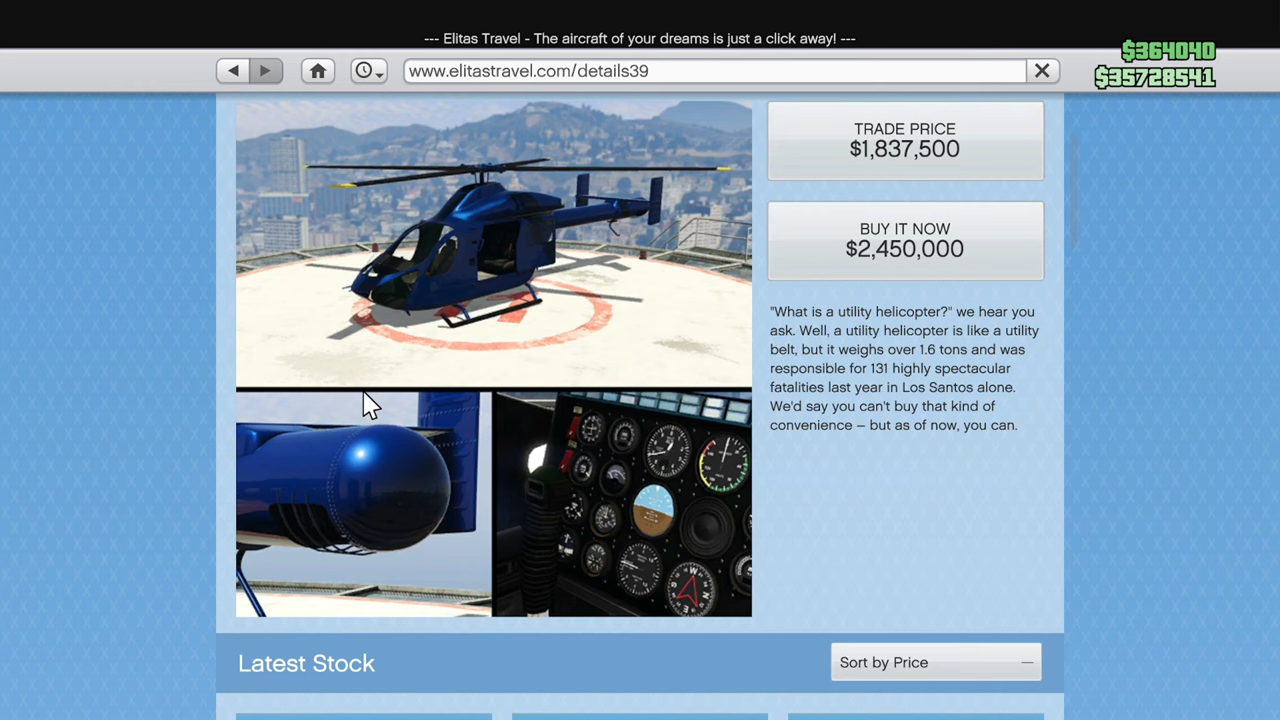 --- Elitas Travel - The aircraft of your dreams is just a click away! ---
$364040
$35728541
www.elitastravel.com/details39
TRADE PRICE
$1,837,500
BUY IT NOW
$2,450,000
"What is a utility helicopter?" we hear you
ask. Well, a utility helicopter is like a utility
belt, but it weighs over 1.6 tons and was
responsible for 131 highly spectacular
fatalities last year in Los Santos alone.
We'd say you can't buy that kind of
convenience – but as of now, you can.
W
N
E
Latest Stock
Sort by Price